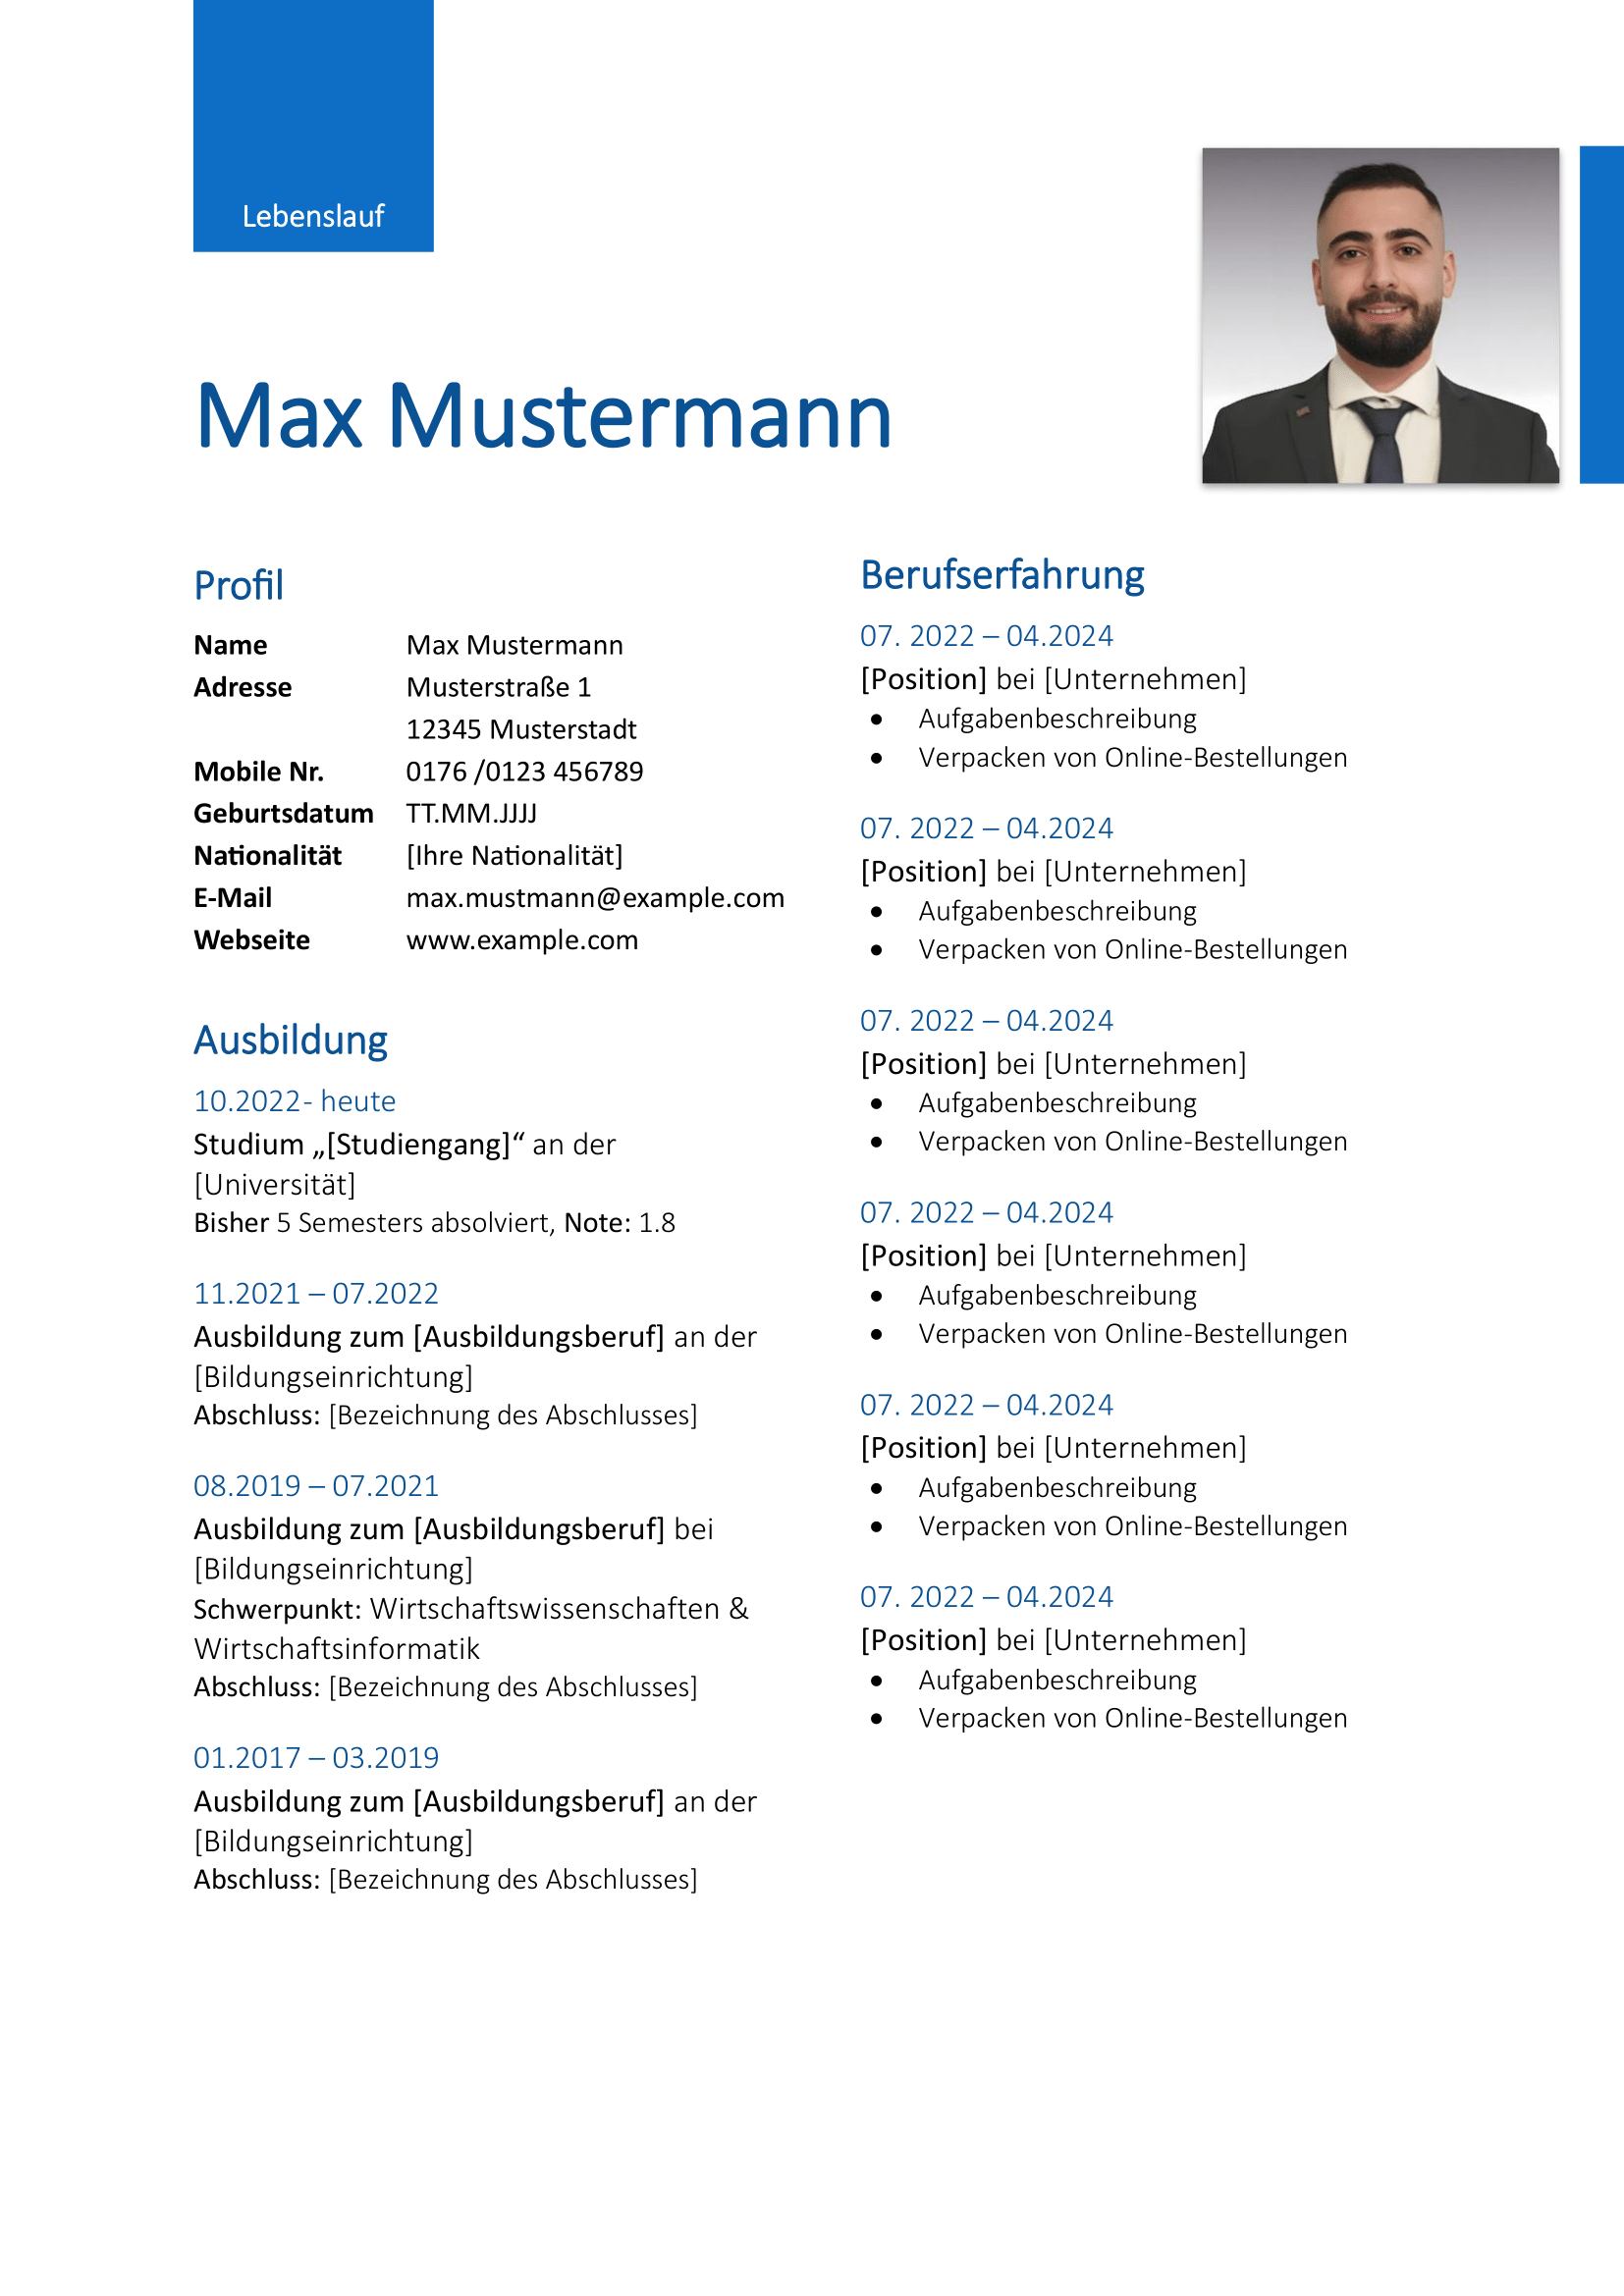 Lebenslauf
Max Mustermann
Profil
Name Max Mustermann
Adresse Musterstraße 1
12345 Musterstadt
Mobile Nr. 0176 /0123 456789
Geburtsdatum TT.MM.JJJJ
Nationalität [Ihre Nationalität]
E-Mail max.mustmann@example.com
Webseite www.example.com
Ausbildung
10.2022- heute
Studium „[Studiengang]“ an der
[Universität]
Bisher 5 Semesters absolviert, Note: 1.8
11.2021 – 07.2022
Ausbildung zum [Ausbildungsberuf] an der
[Bildungseinrichtung]
Abschluss: [Bezeichnung des Abschlusses]
08.2019 – 07.2021
Ausbildung zum [Ausbildungsberuf] bei
[Bildungseinrichtung]
Schwerpunkt: Wirtschaftswissenschaften &
Wirtschaftsinformatik
Abschluss: [Bezeichnung des Abschlusses]
01.2017 – 03.2019
Ausbildung zum [Ausbildungsberuf] an der
[Bildungseinrichtung]
Abschluss: [Bezeichnung des Abschlusses]
Berufserfahrung
07. 2022 – 04.2024
[Position] bei [Unternehmen]
• Aufgabenbeschreibung
• Verpacken von Online-Bestellungen
07. 2022 – 04.2024
[Position] bei [Unternehmen]
• Aufgabenbeschreibung
• Verpacken von Online-Bestellungen
07. 2022 – 04.2024
[Position] bei [Unternehmen]
• Aufgabenbeschreibung
• Verpacken von Online-Bestellungen
07. 2022 – 04.2024
[Position] bei [Unternehmen]
• Aufgabenbeschreibung
• Verpacken von Online-Bestellungen
07. 2022 – 04.2024
[Position] bei [Unternehmen]
• Aufgabenbeschreibung
• Verpacken von Online-Bestellungen
07. 2022 – 04.2024
[Position] bei [Unternehmen]
• Aufgabenbeschreibung
• Verpacken von Online-Bestellungen